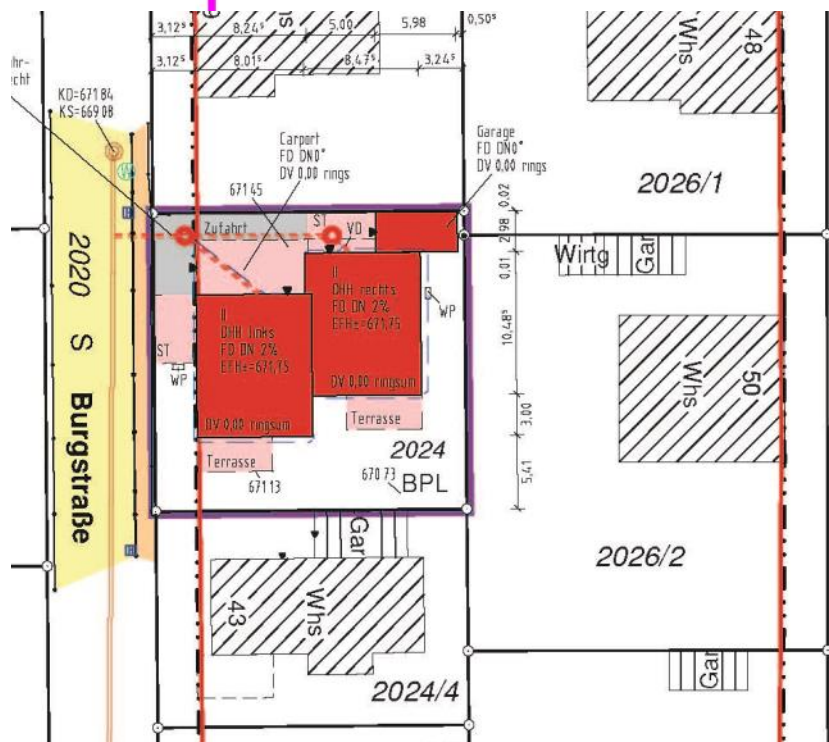 3,12⁵ 8,24⁵ 5,00 5,98 0,50⁵
3,12⁵ 8,01⁵ 8,47⁵ 3,24⁵
hs
hr-
cht
KD=671 84
KS=669 08
W
Carport
FD DN0°
DV 0,00 rings
671 45
Garage
FD DN0°
DV 0,00 rings
Whs
48
2026/1
0,02
2,98
0,01
10,48⁵
3,00
5,41
Zufahrt
ST
VD
H
II
DHH rechts
FD DN 2%
EFH±=671,75
DV 0,00 ringsum
WP
II
DHH links
FD DN 2%
EFH±=671,75
DV 0,00 ringsum
ST
WP
Terrasse
Terrasse
671 13
670 73
2024
BPL
2020 S Burgstraße
H
Wirtg
Gar
Whs
50
2026/2
Gar
43
Whs
2024/4
Gar